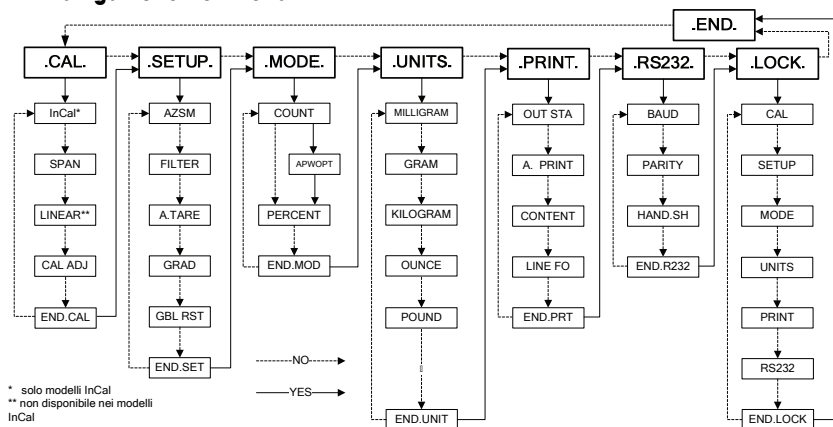 .END.
.CAL.
.SETUP.
.MODE.
.UNITS.
.PRINT.
.RS232.
.LOCK.
InCal*
SPAN
LINEAR**
CAL ADJ
END.CAL
AZSM
FILTER
A.TARE
GRAD
GBL RST
END.SET
COUNT
APWOPT
PERCENT
END.MOD
MILLIGRAM
GRAM
KILOGRAM
OUNCE
POUND
END.UNIT
OUT STA
A. PRINT
CONTENT
LINE FO
END.PRT
BAUD
PARITY
HAND.SH
END.R232
CAL
SETUP
MODE
UNITS
PRINT
RS232
END.LOCK
NO
YES
* solo modelli InCal
** non disponibile nei modelli
InCal